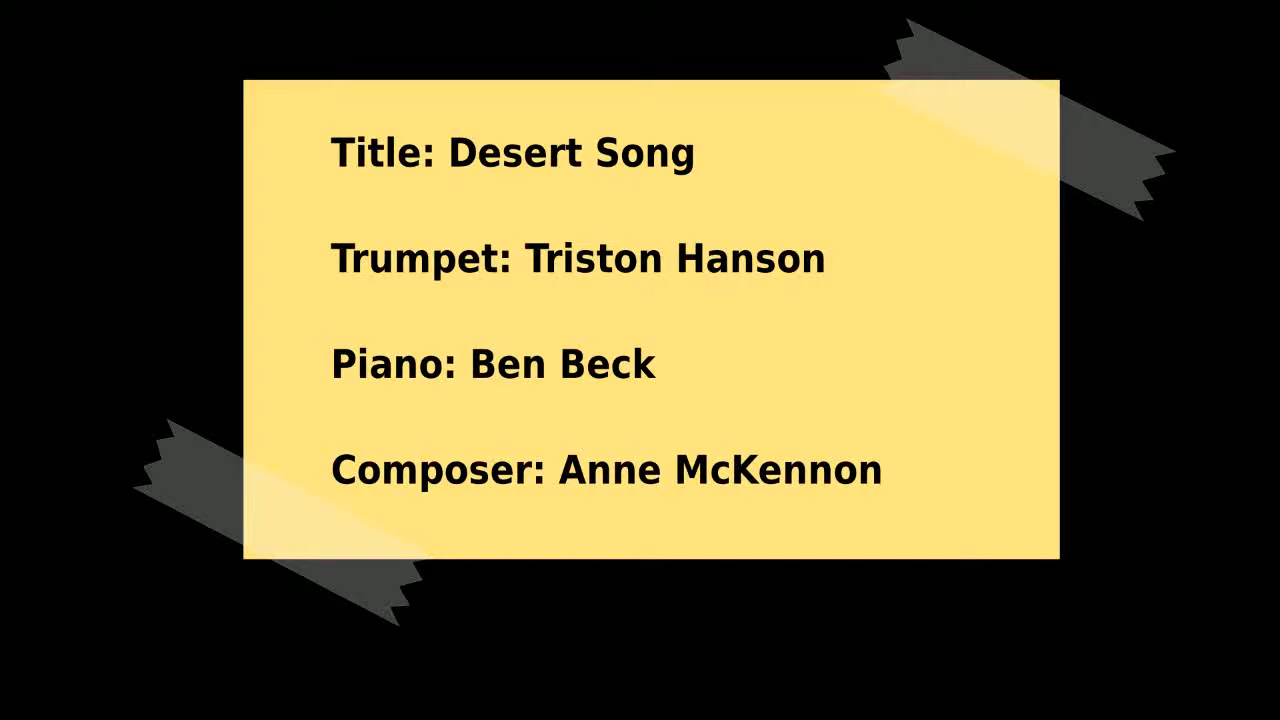 Title: Desert Song
Trumpet: Triston Hanson
Piano: Ben Beck
Composer: Anne McKennon